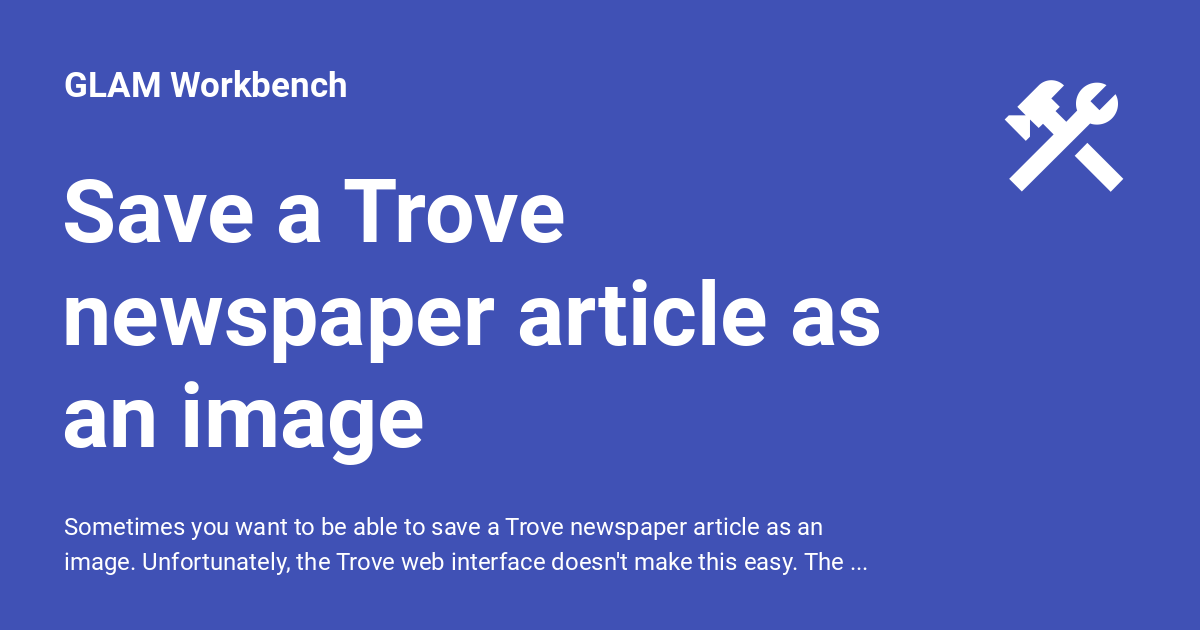 GLAM Workbench
Save a Trove
newspaper article as
an image
Sometimes you want to be able to save a Trove newspaper article as an
image. Unfortunately, the Trove web interface doesn't make this easy. The ...